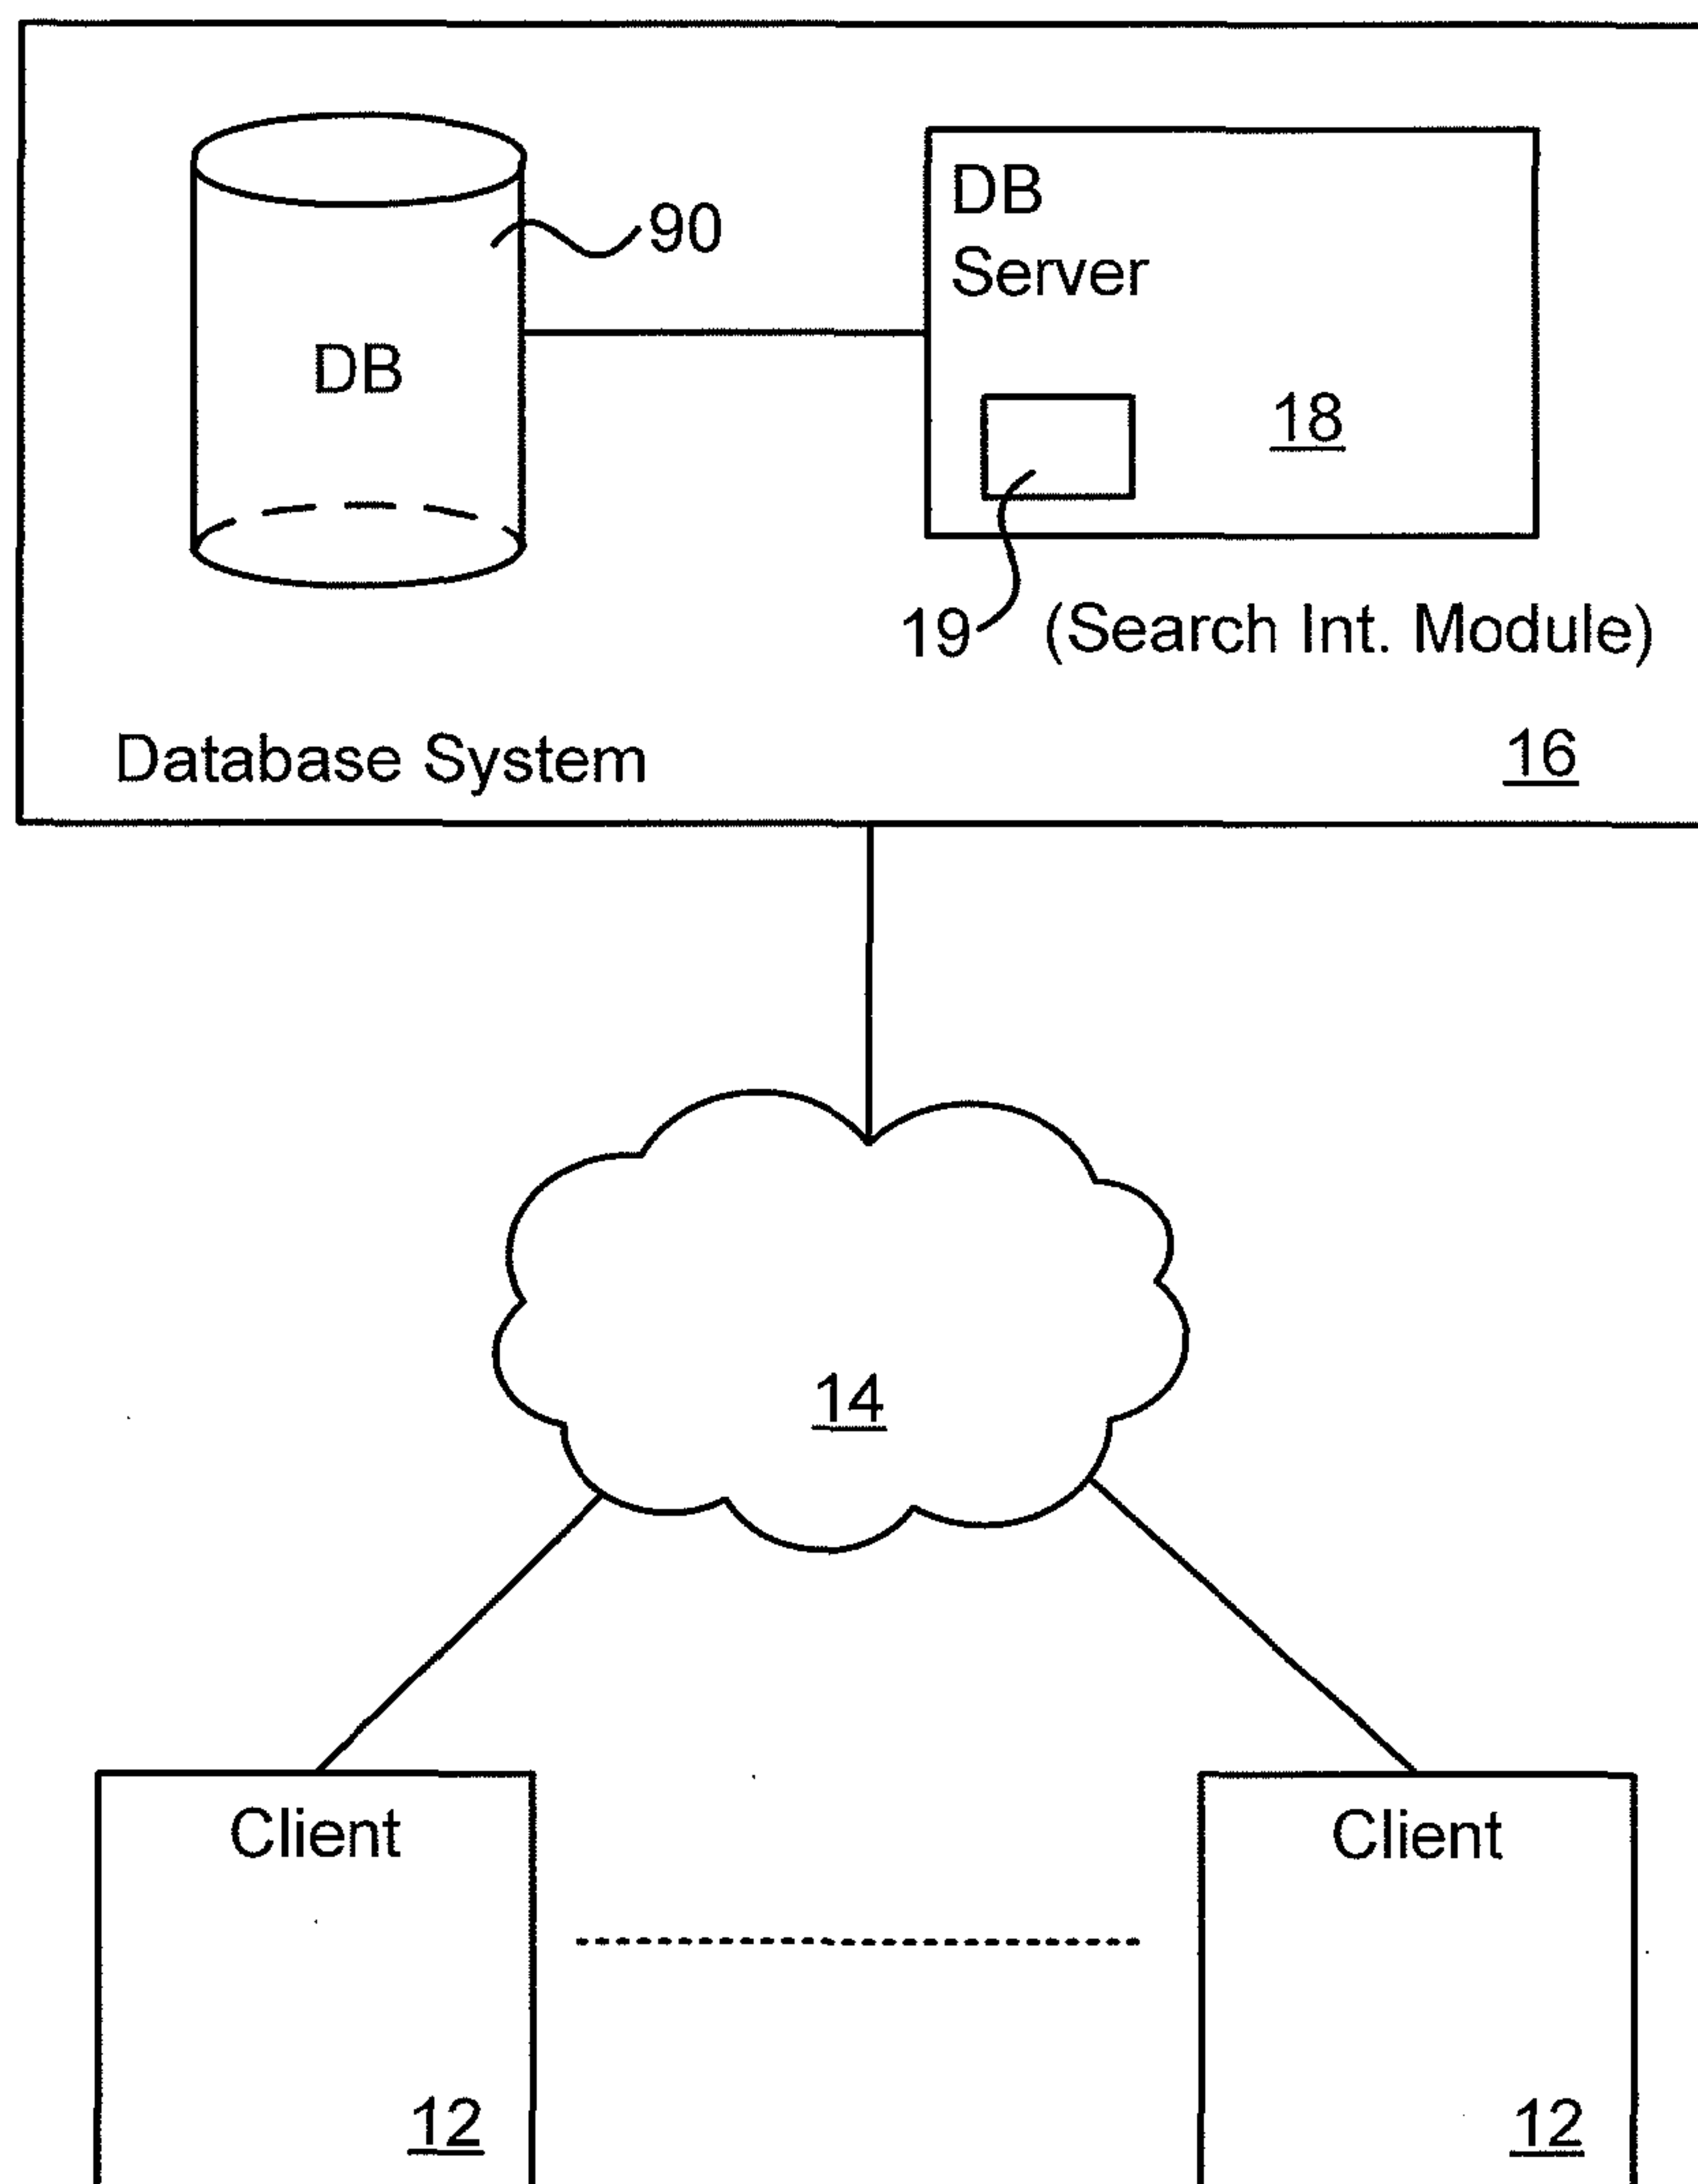 DB
Server
90
DB
18
19 (Search Int. Module)
Database System 16
14
Client
Client
12
12